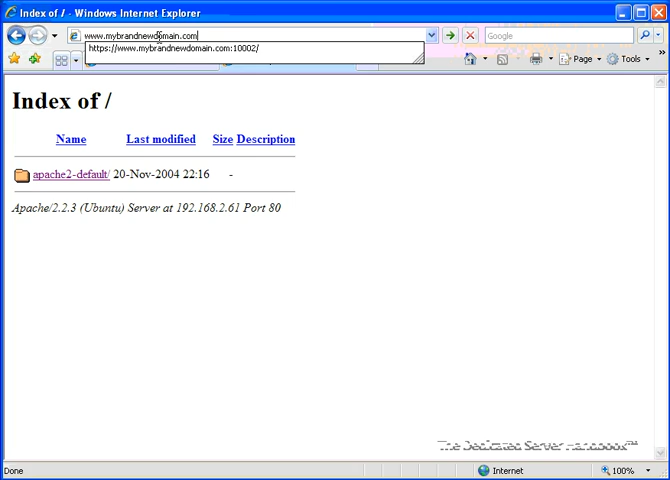 Index of / - Windows Internet Explorer
www.mybrandnewdomain.com
Google
https://www.mybrandnewdomain.com:10002/
Page
Tools
Index of /
Name Last modified Size Description
apache2-default/ 20-Nov-2004 22:16 -
Apache/2.2.3 (Ubuntu) Server at 192.168.2.61 Port 80
The Dedicated Server Handbook™
Done
Internet
100%